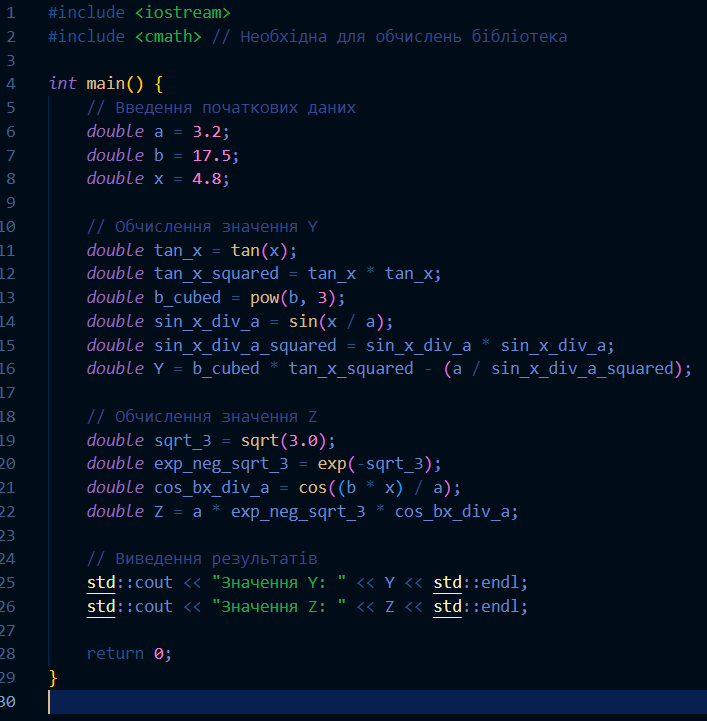 1 #include <iostream>
2 #include <cmath> // Необхідна для обчислень бібліотека
3
4 int main() {
5 // Введення початкових даних
6 double a = 3.2;
7 double b = 17.5;
8 double x = 4.8;
9
10 // Обчислення значення Y
11 double tan_x = tan(x);
12 double tan_x_squared = tan_x * tan_x;
13 double b_cubed = pow(b, 3);
14 double sin_x_div_a = sin(x / a);
15 double sin_x_div_a_squared = sin_x_div_a * sin_x_div_a;
16 double Y = b_cubed * tan_x_squared - (a / sin_x_div_a_squared);
17
18 // Обчислення значення Z
19 double sqrt_3 = sqrt(3.0);
20 double exp_neg_sqrt_3 = exp(-sqrt_3);
21 double cos_bx_div_a = cos((b * x) / a);
22 double Z = a * exp_neg_sqrt_3 * cos_bx_div_a;
23
24 // Виведення результатів
25 std::cout << "Значення Y: " << Y << std::endl;
26 std::cout << "Значення Z: " << Z << std::endl;
27
28 return 0;
29 }
30